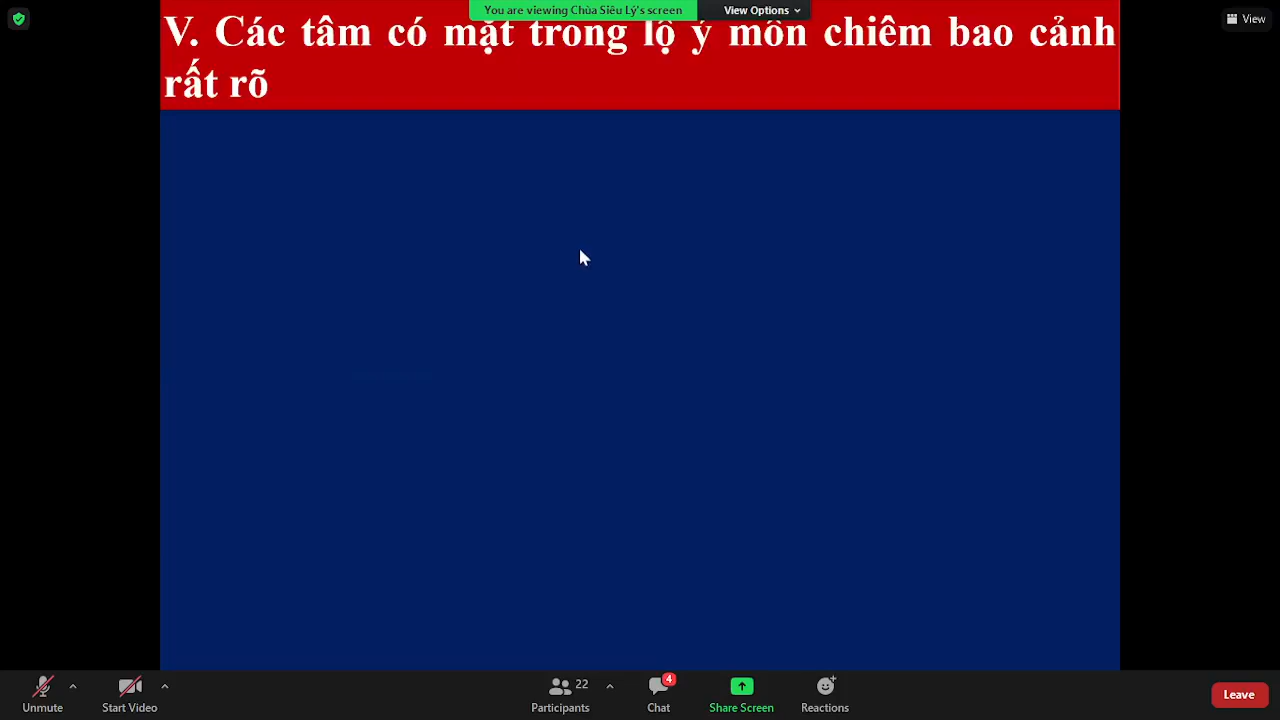 You are viewing Chùa Siêu Lý's screen
View Options
View
V. Các tâm có mặt trong lộ ý môn chiêm bao cảnh
rất rõ
Unmute
Start Video
22
Participants
4
Chat
Share Screen
Reactions
Leave